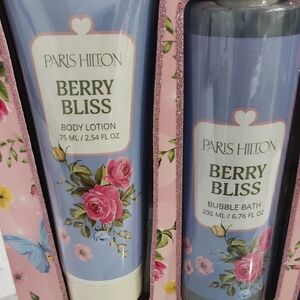 PARIS HILTON
BERRY
BLISS
BODY LOTION
75 ML / 2.54 FL OZ
PARIS HILTON
BERRY
BLISS
BUBBLE BATH
200 ML / 6.76 FL OZ